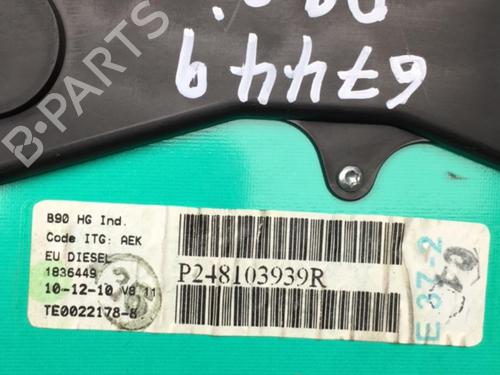 B-PARTS
67449
B90 HG Ind.
Code ITG: AEK
EU DIESEL
1836449
10-12-10 V8 11
TE0022178-8
P248103939R
E 37-2